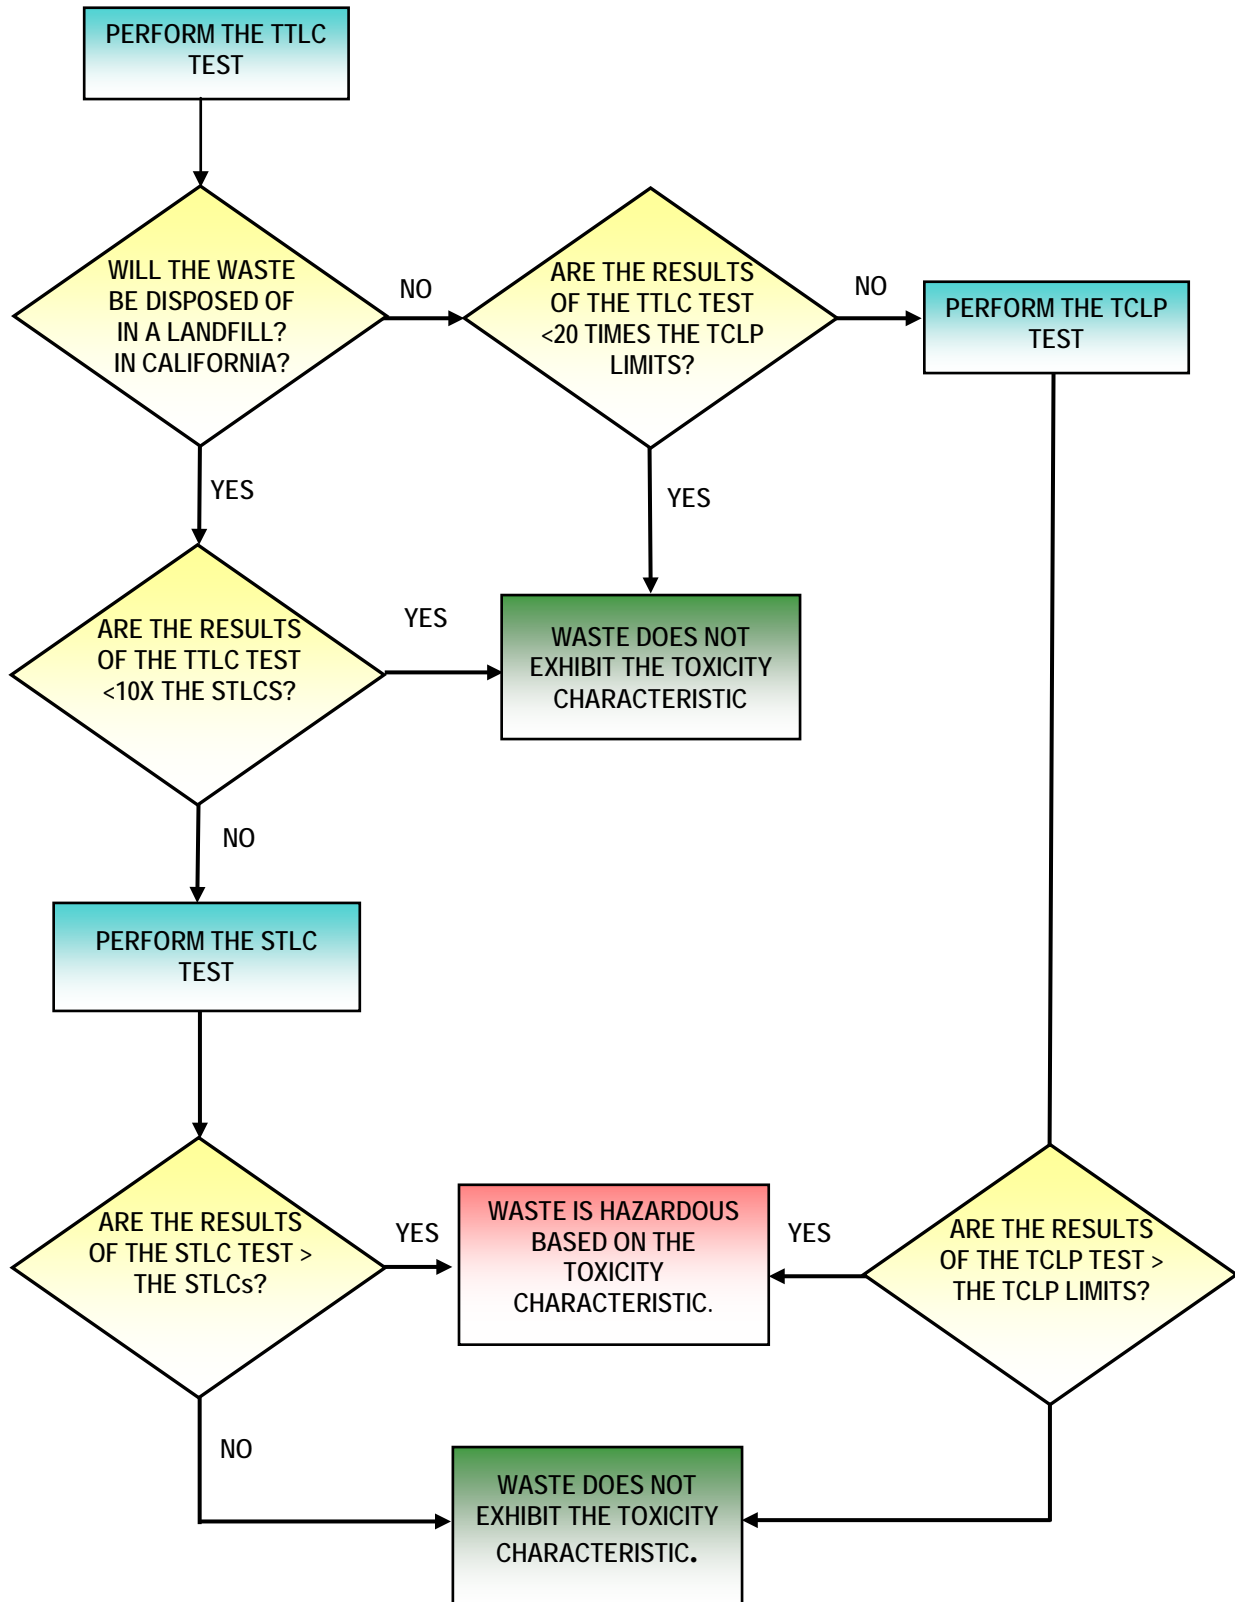 PERFORM THE TTLC
TEST
WILL THE WASTE
BE DISPOSED OF
IN A LANDFILL?
IN CALIFORNIA?
NO
ARE THE RESULTS
OF THE TTLC TEST
<20 TIMES THE TCLP
LIMITS?
NO
PERFORM THE TCLP
TEST
YES
YES
ARE THE RESULTS
OF THE TTLC TEST
<10X THE STLCS?
YES
WASTE DOES NOT
EXHIBIT THE TOXICITY
CHARACTERISTIC
NO
PERFORM THE STLC
TEST
ARE THE RESULTS
OF THE STLC TEST >
THE STLCs?
YES
WASTE IS HAZARDOUS
BASED ON THE
TOXICITY
CHARACTERISTIC.
YES
ARE THE RESULTS
OF THE TCLP TEST >
THE TCLP LIMITS?
NO
WASTE DOES NOT
EXHIBIT THE TOXICITY
CHARACTERISTIC.